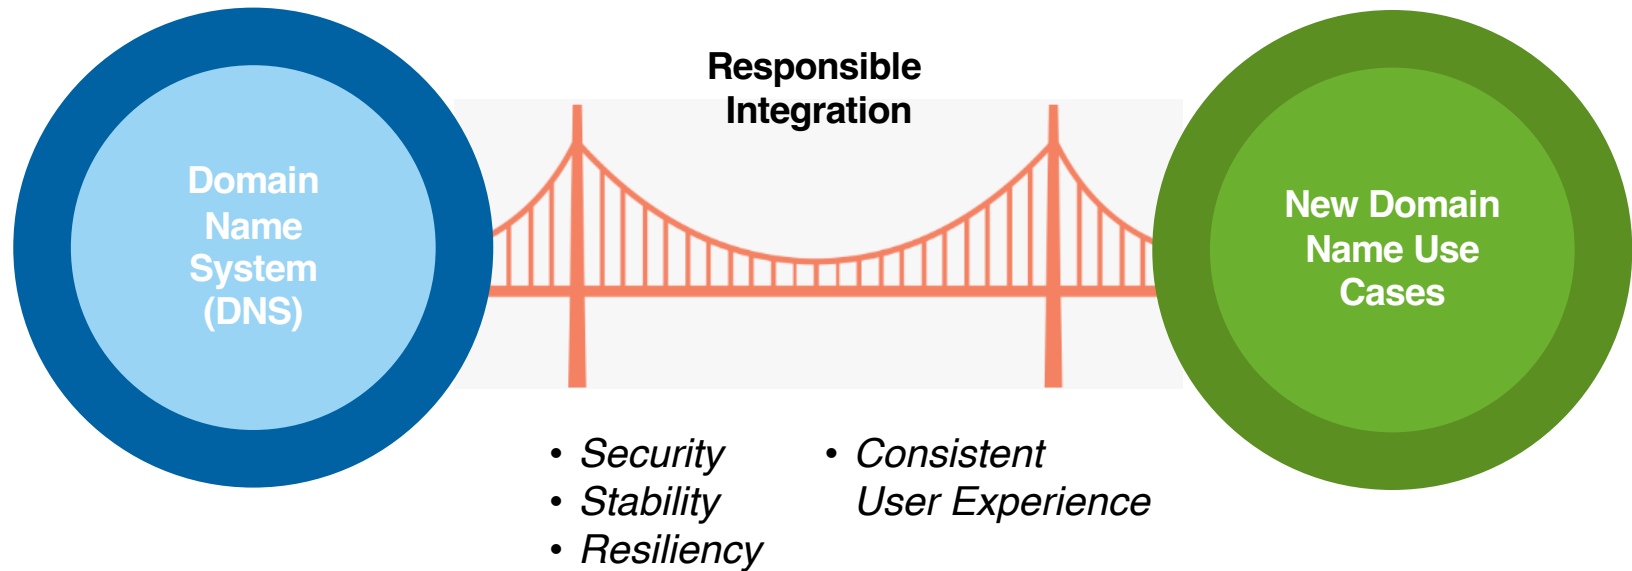 Domain
Name
System
(DNS)
Responsible
Integration
New Domain
Name Use
Cases
• Security
• Stability
• Resiliency
• Consistent
User Experience